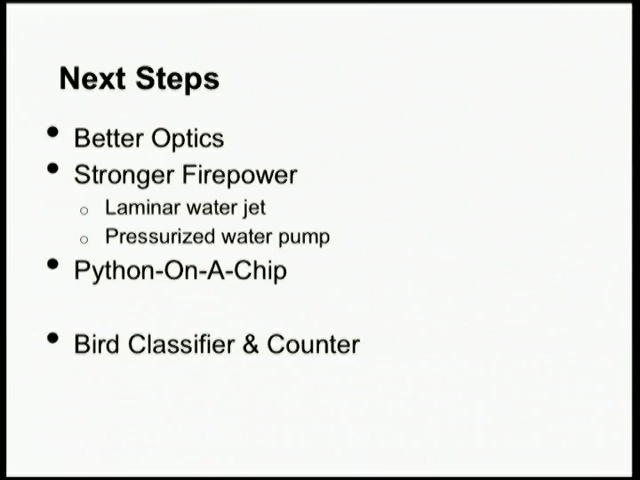 Next Steps
• Better Optics
• Stronger Firepower
○ Laminar water jet
○ Pressurized water pump
• Python-On-A-Chip
• Bird Classifier & Counter